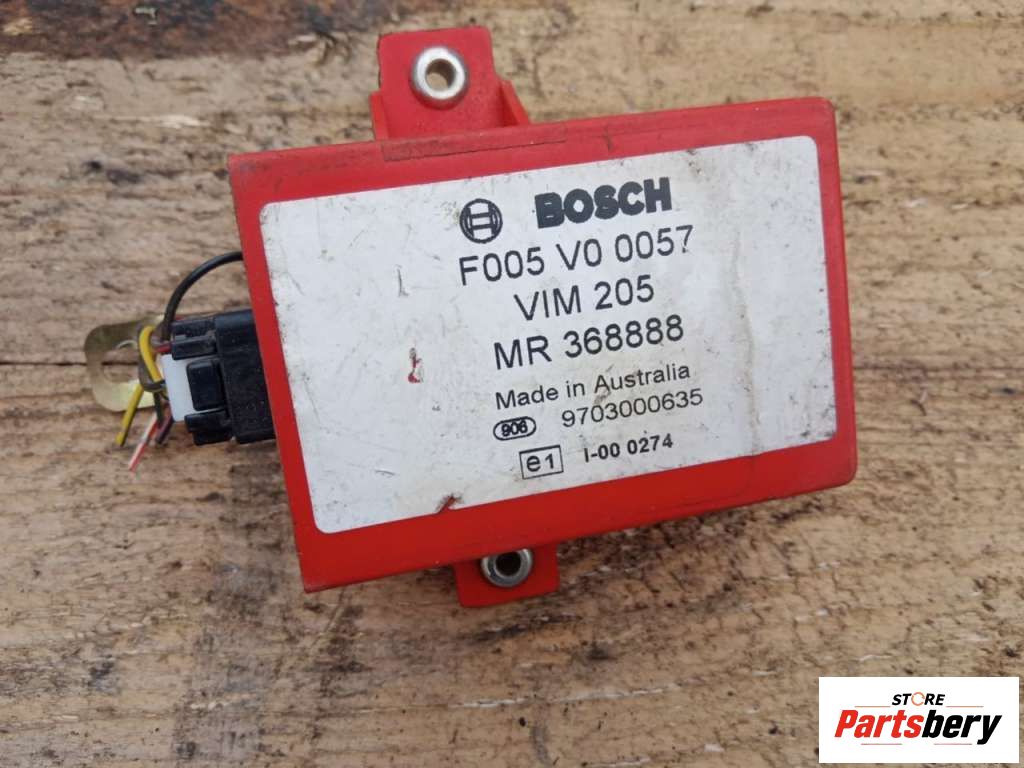 BOSCH
F005 V0 0057
VIM 205
MR 368888
Made in Australia
906 9703000635
e1 I-00 0274
STORE
Partsbery